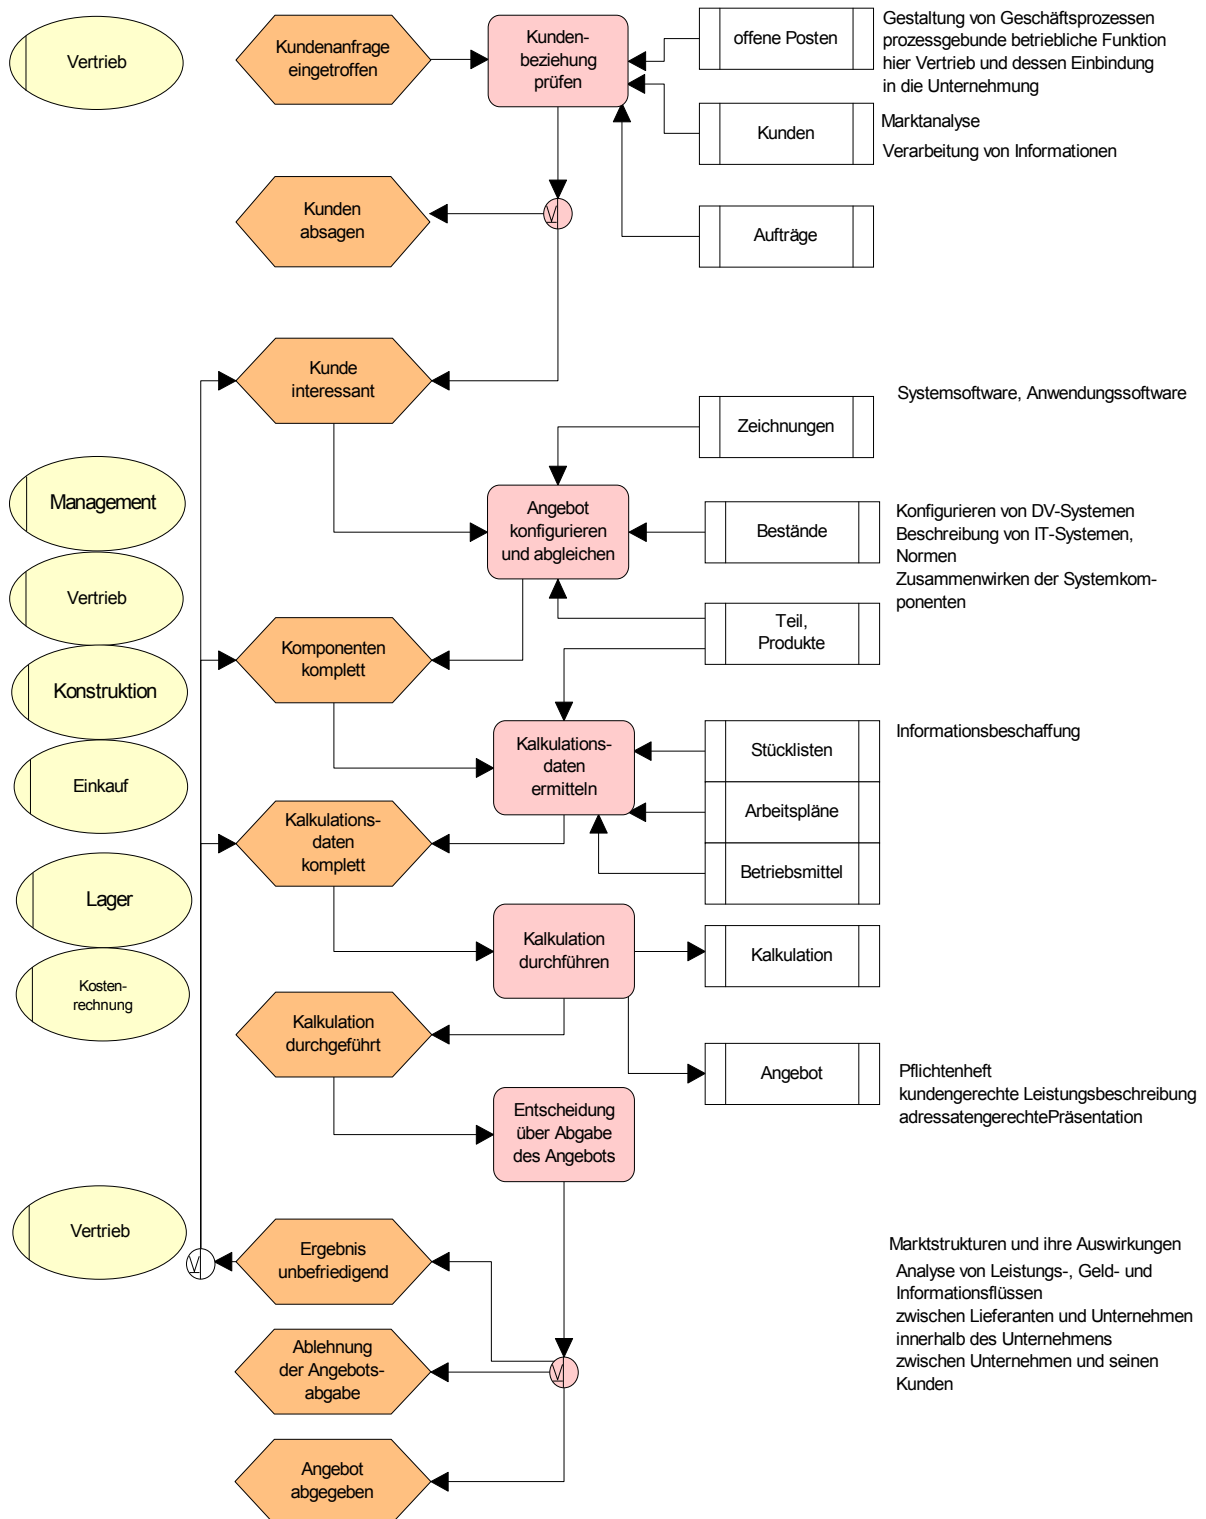 Vertrieb
Kundenanfrage
eingetroffen
Kunden-
beziehung
prüfen
offene Posten
Gestaltung von Geschäftsprozessen
prozessgebunde betriebliche Funktion
hier Vertrieb und dessen Einbindung
in die Unternehmung
Kunden
Marktanalyse
Verarbeitung von Informationen
Kunden
absagen
V
Aufträge
Kunde
interessant
Systemsoftware, Anwendungssoftware
Zeichnungen
Management
Angebot
konfigurieren
und abgleichen
Bestände
Konfigurieren von DV-Systemen
Beschreibung von IT-Systemen,
Normen
Zusammenwirken der Systemkom-
ponenten
Vertrieb
Teil,
Produkte
Komponenten
komplett
Konstruktion
Kalkulations-
daten
ermitteln
Stücklisten
Informationsbeschaffung
Einkauf
Arbeitspläne
Kalkulations-
daten
komplett
Betriebsmittel
Lager
Kalkulation
durchführen
Kalkulation
Kosten-
rechnung
Kalkulation
durchgeführt
Angebot
Pflichtenheft
kundengerechte Leistungsbeschreibung
adressatengerechtePräsentation
Entscheidung
über Abgabe
des Angebots
Vertrieb
V
Ergebnis
unbefriedigend
Marktstrukturen und ihre Auswirkungen
Analyse von Leistungs-, Geld- und
Informationsflüssen
zwischen Lieferanten und Unternehmen
innerhalb des Unternehmens
zwischen Unternehmen und seinen
Kunden
Ablehnung
der Angebots-
abgabe
V
Angebot
abgegeben